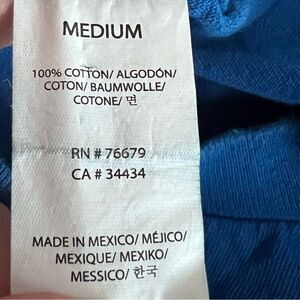 MEDIUM
100% COTTON/ ALGODÓN/
COTON/ BAUMWOLLE/
COTONE/ 면
RN # 76679
CA # 34434
MADE IN MEXICO/ MÉJICO/
MEXIQUE/ MEXIKO/
MESSICO/ 한국